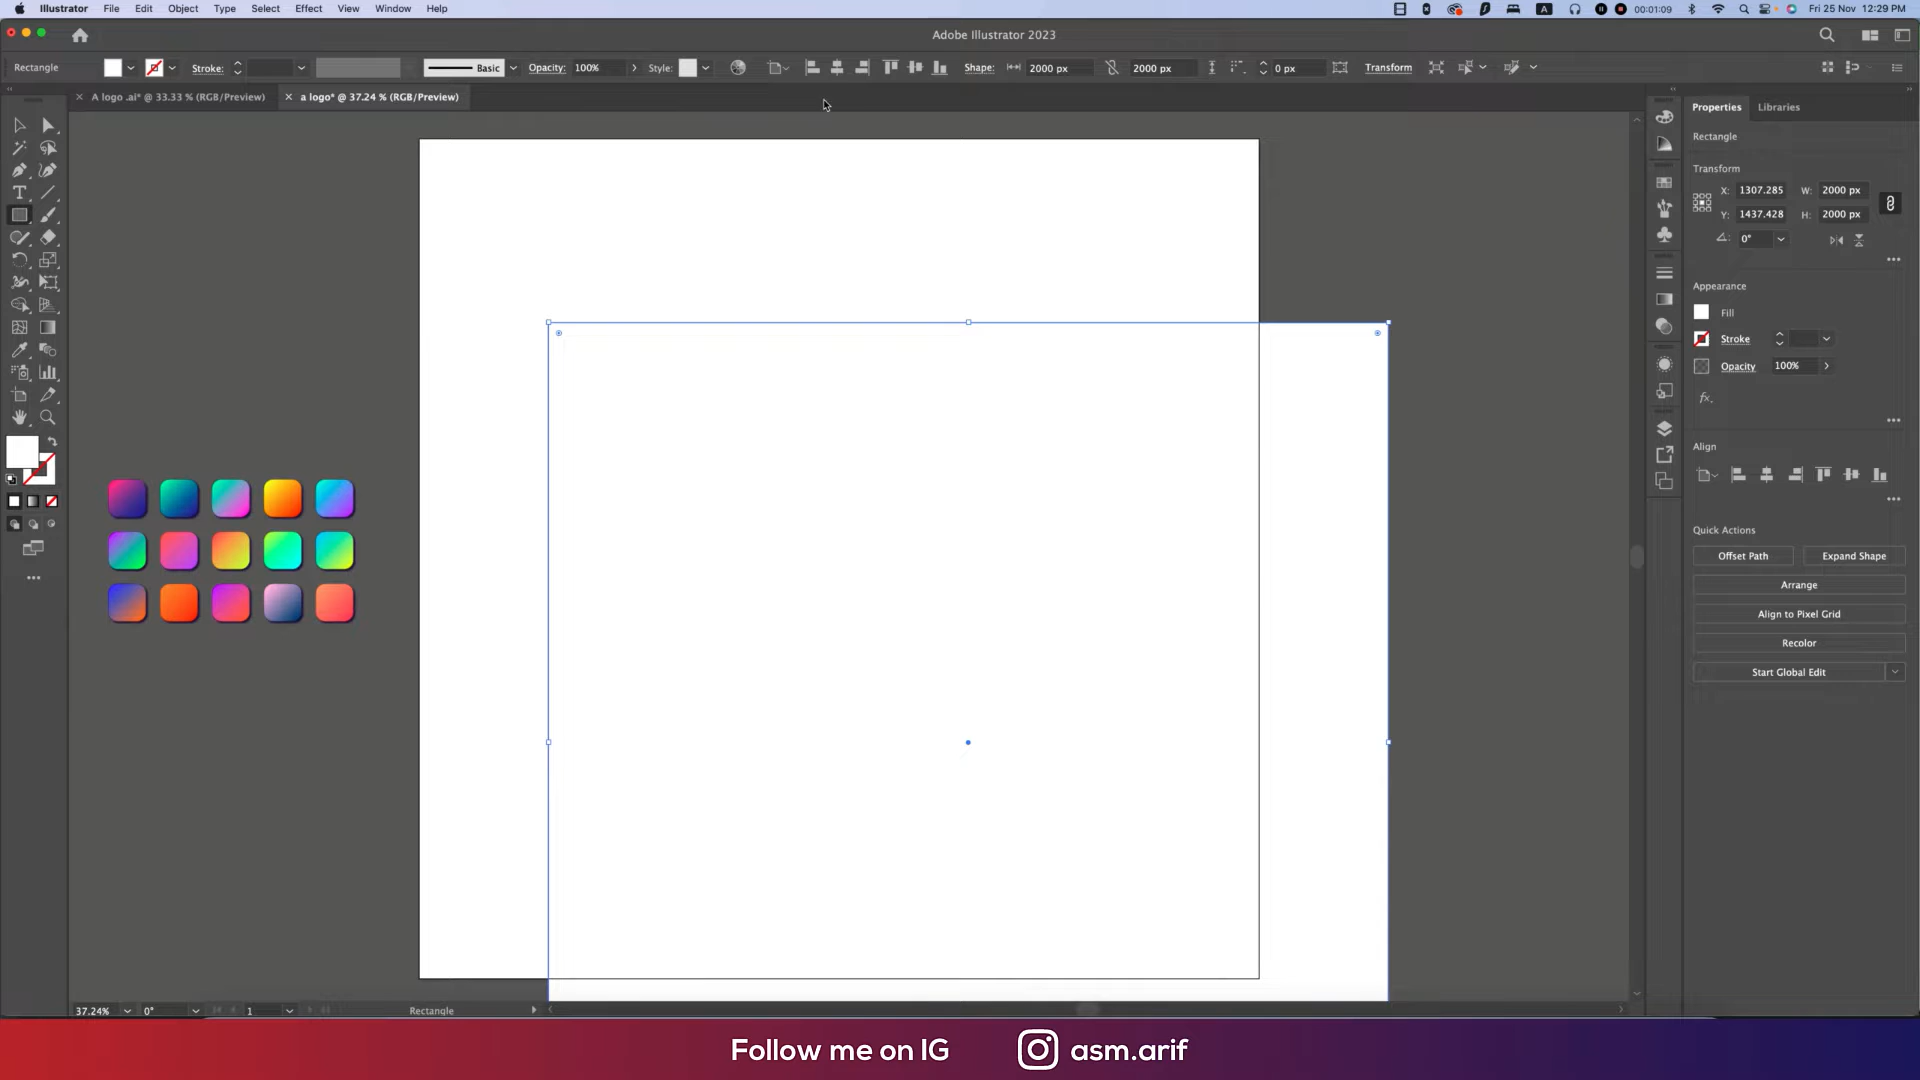 Illustrator File Edit Object Type Select Effect View Window Help
A 00:01:09 Fri 25 Nov 12:29 PM
Adobe Illustrator 2023
Rectangle Stroke: Basic Opacity: 100% Style: Shape: 2000 px 2000 px 0 px Transform
A logo .ai* @ 33.33 % (RGB/Preview) a logo* @ 37.24 % (RGB/Preview)
Properties Libraries
Rectangle
Transform
X: 1307.285 W: 2000 px
Y: 1437.428 H: 2000 px
0°
Appearance
Fill
Stroke
Opacity 100%
fx.
Align
Quick Actions
Offset Path Expand Shape
Arrange
Align to Pixel Grid
Recolor
Start Global Edit
37.24% 0° 1 Rectangle
Follow me on IG asm.arif